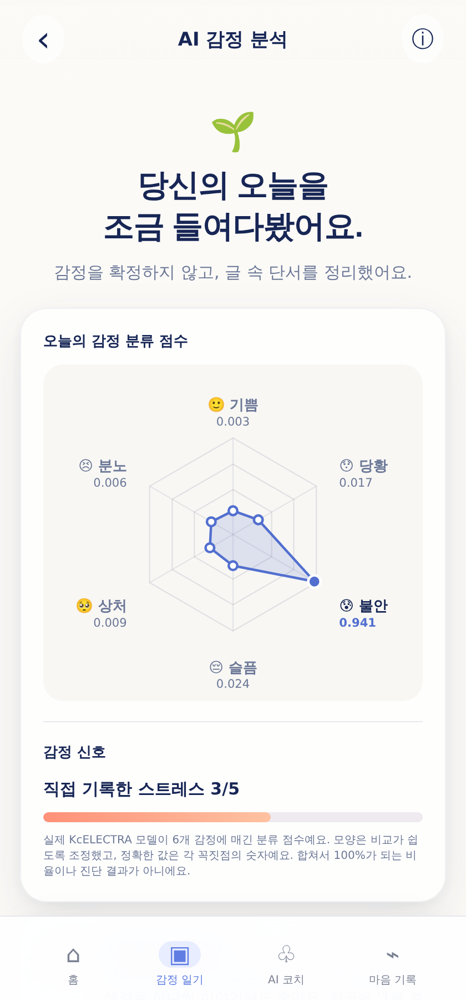 AI 감정 분석
당신의 오늘을
조금 들여다봤어요.
감정을 확정하지 않고, 글 속 단서를 정리했어요.
오늘의 감정 분류 점수
기쁨
0.003
분노
0.006
당황
0.017
상처
0.009
불안
0.941
슬픔
0.024
감정 신호
직접 기록한 스트레스 3/5
실제 KcELECTRA 모델이 6개 감정에 매긴 분류 점수예요. 모양은 비교가 쉽
도록 조정했고, 정확한 값은 각 꼭짓점의 숫자예요. 합쳐서 100%가 되는 비
율이나 진단 결과가 아니에요.
홈
감정 일기
AI 코치
마음 기록